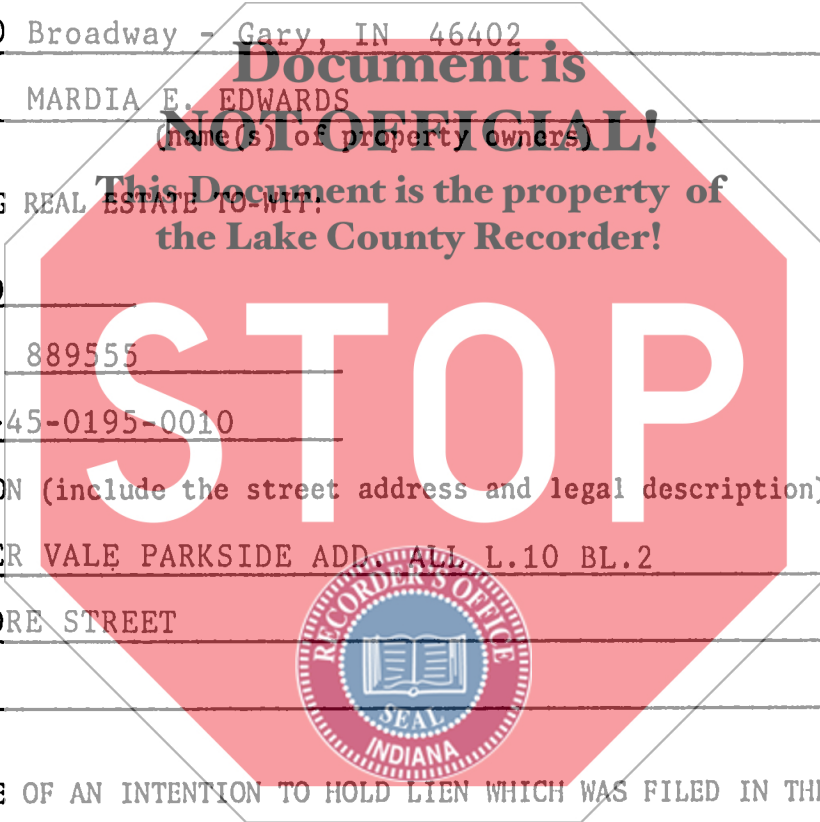 Broadway - Gary, IN 46402
Document is
MARDIA E. EDWARDS
NOT OFFICIAL!
(name(s) of property owners)
This Document is the property of
REAL ESTATE TO-WIT:
the Lake County Recorder!
STOP
889555
45-0195-0010
(include the street address and legal description)
VALE PARKSIDE ADD. ALL L.10 BL.2
RECORDER'S OFFICE
STREET
SEAL
INDIANA
OF AN INTENTION TO HOLD LIEN WHICH WAS FILED IN THE